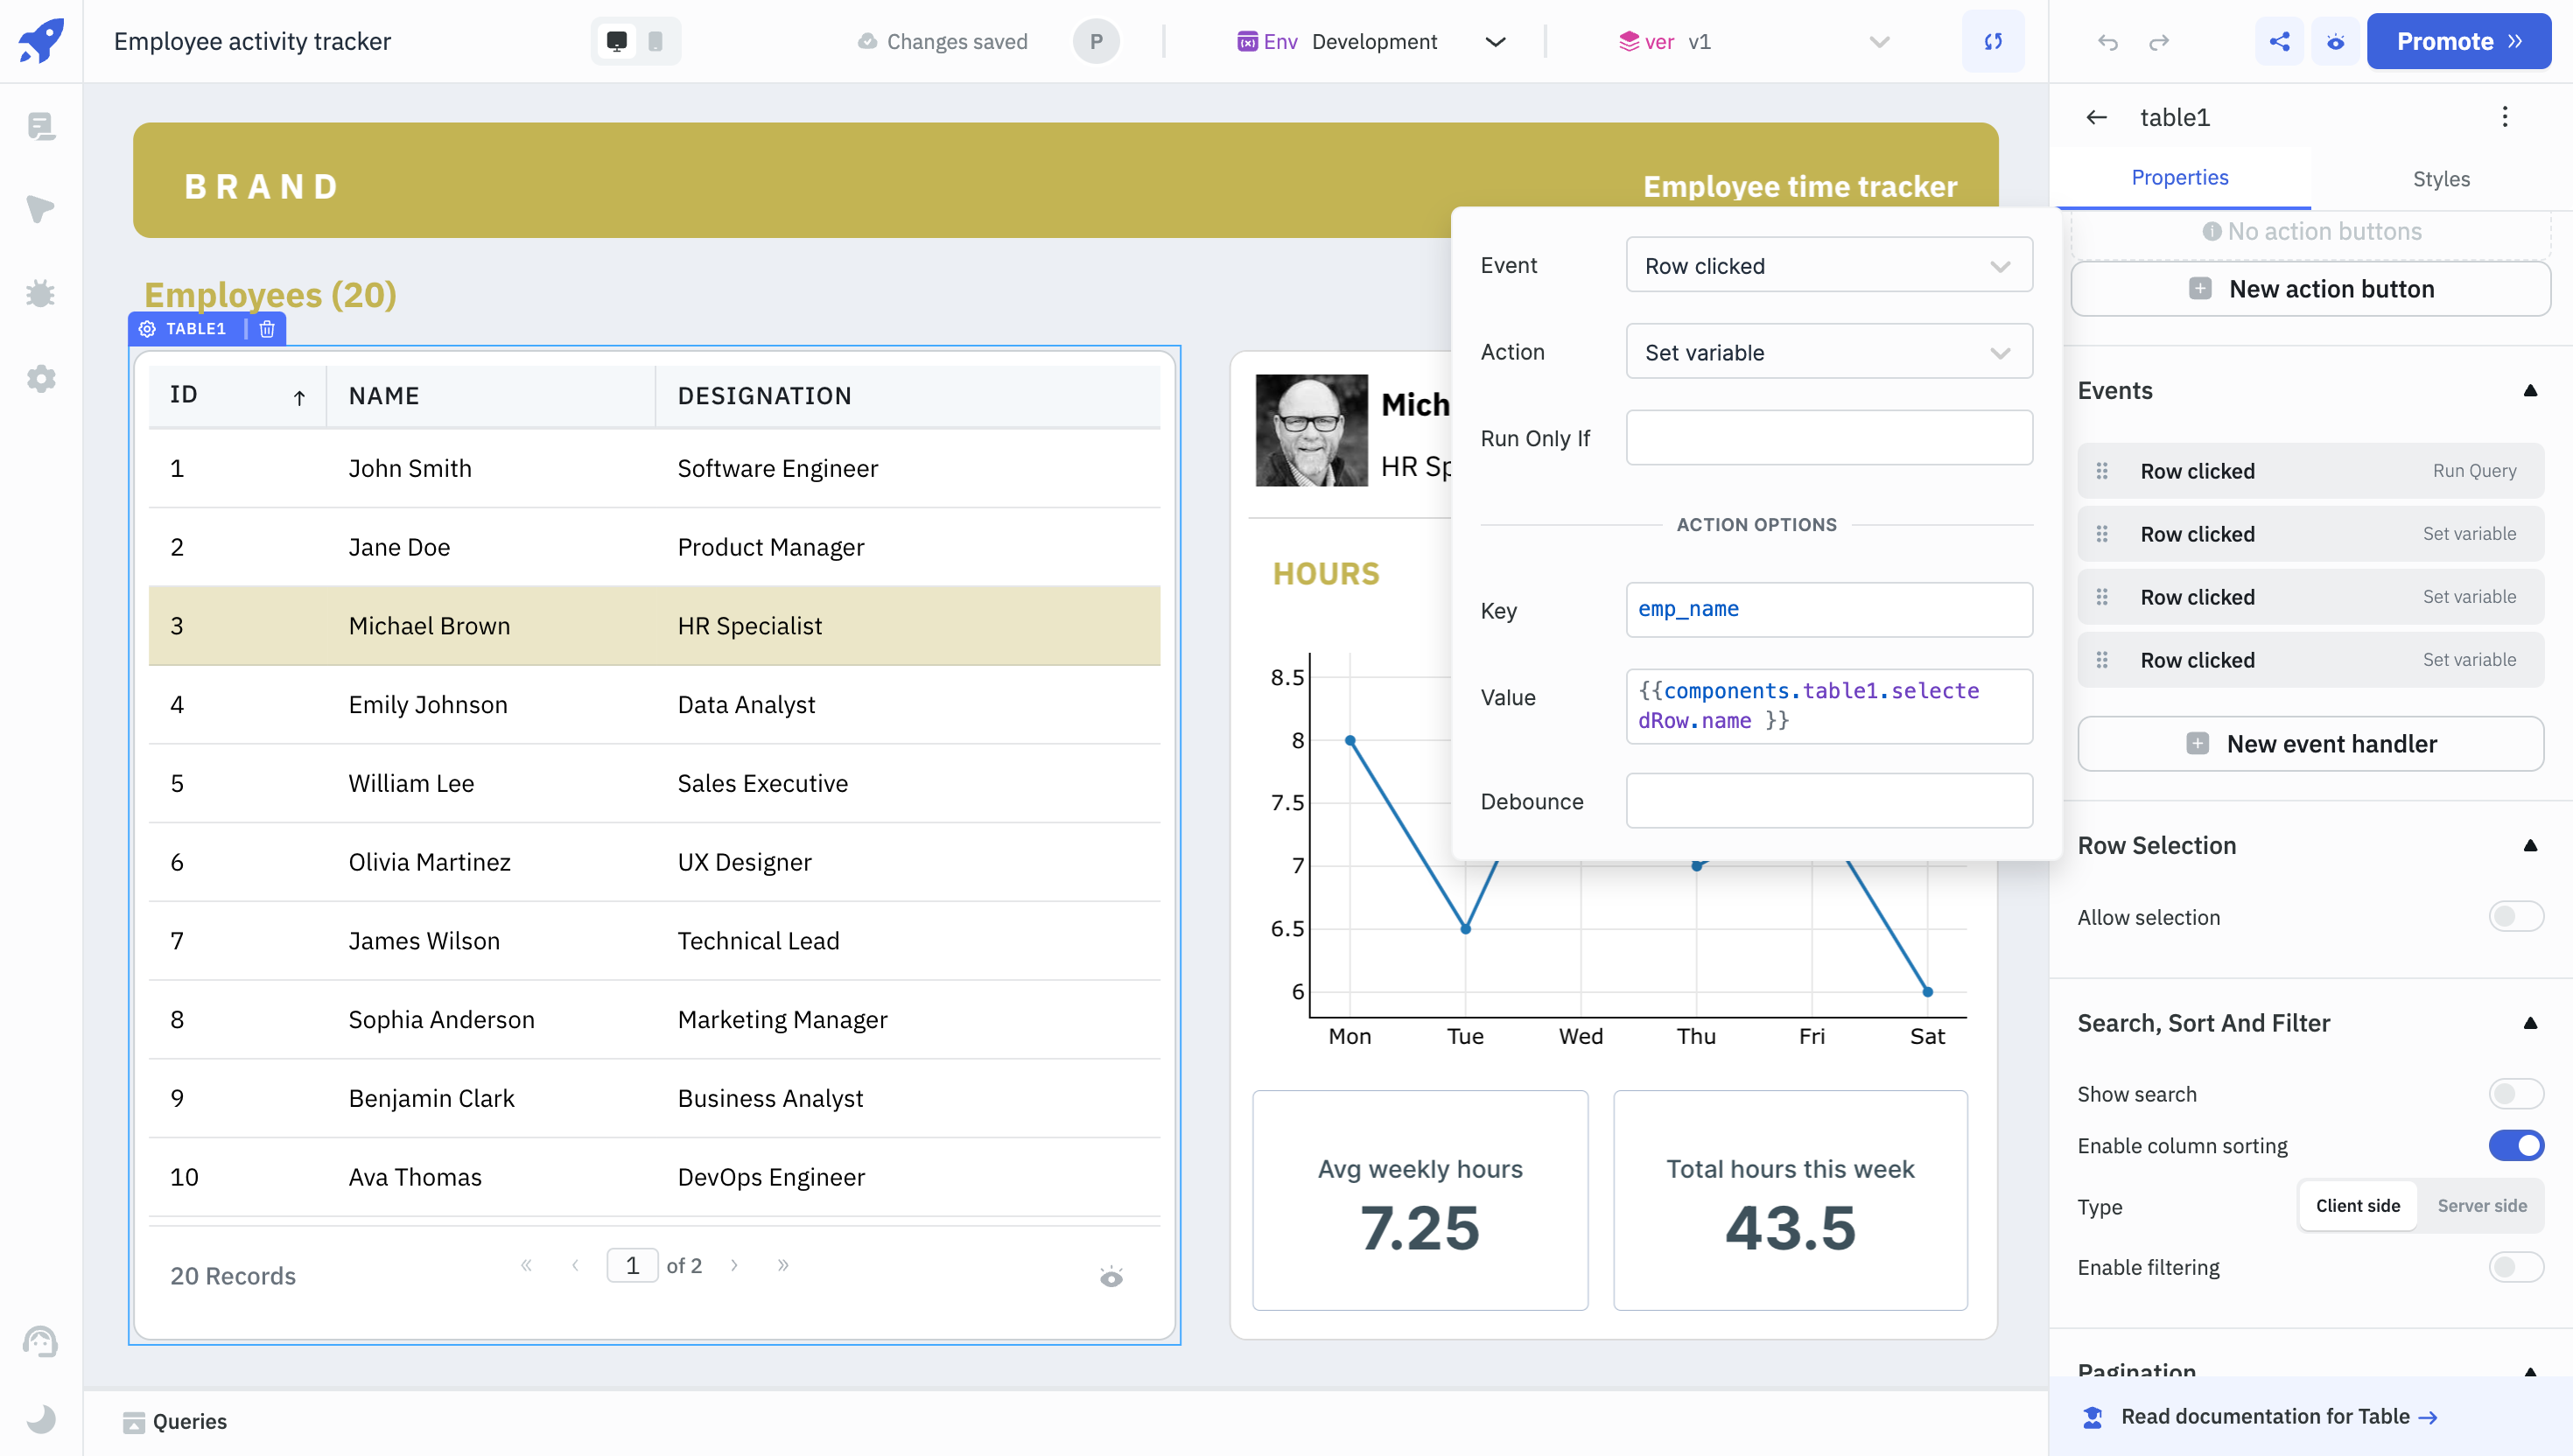 Employee activity tracker
Changes saved
P
Env Development
ver v1
Promote
BRAND
Employee time tracker
Employees (20)
TABLE1
ID NAME DESIGNATION
1 John Smith Software Engineer
2 Jane Doe Product Manager
3 Michael Brown HR Specialist
4 Emily Johnson Data Analyst
5 William Lee Sales Executive
6 Olivia Martinez UX Designer
7 James Wilson Technical Lead
8 Sophia Anderson Marketing Manager
9 Benjamin Clark Business Analyst
10 Ava Thomas DevOps Engineer
20 Records
1 of 2
Mich
HR Sp
HOURS
8.5
8
7.5
7
6.5
6
Mon Tue Wed Thu Fri Sat
Avg weekly hours
7.25
Total hours this week
43.5
Event Row clicked
Action Set variable
Run Only If
ACTION OPTIONS
Key emp_name
Value {{components.table1.selecte
dRow.name }}
Debounce
table1
Properties Styles
No action buttons
New action button
Events
Row clicked Run Query
Row clicked Set variable
Row clicked Set variable
Row clicked Set variable
New event handler
Row Selection
Allow selection
Search, Sort And Filter
Show search
Enable column sorting
Type Client side Server side
Enable filtering
Pagination
Read documentation for Table
Queries